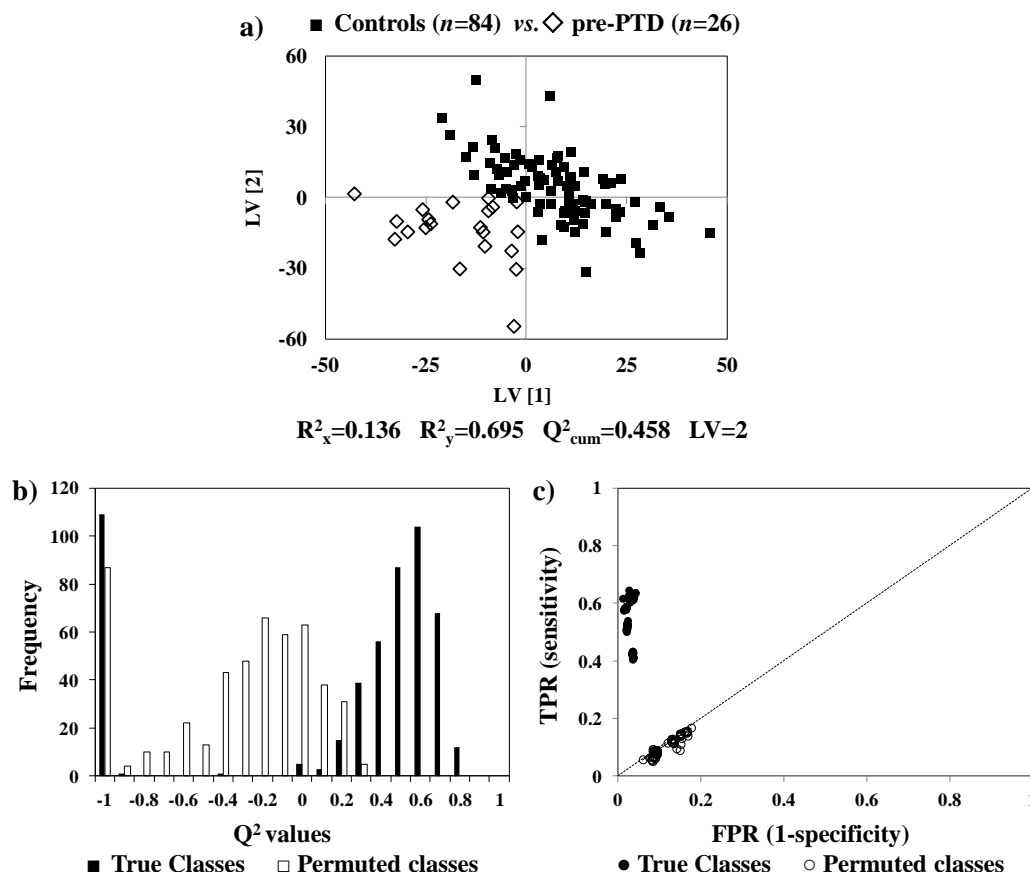 a) ■ Controls (n=84) vs. ◇ pre-PTD (n=26)
60
30
0
-30
-60
LV [2]
-50 -25 0 25 50
LV [1]
R²x=0.136 R²y=0.695 Q²cum=0.458 LV=2
b)
120
100
80
60
40
20
0
Frequency
-1 -0.8 -0.6 -0.4 -0.2 0 0.2 0.4 0.6 0.8 1
Q² values
■ True Classes □ Permuted classes
c)
1
0.8
0.6
0.4
0.2
0
TPR (sensitivity)
0 0.2 0.4 0.6 0.8 1
FPR (1-specificity)
● True Classes ○ Permuted classes